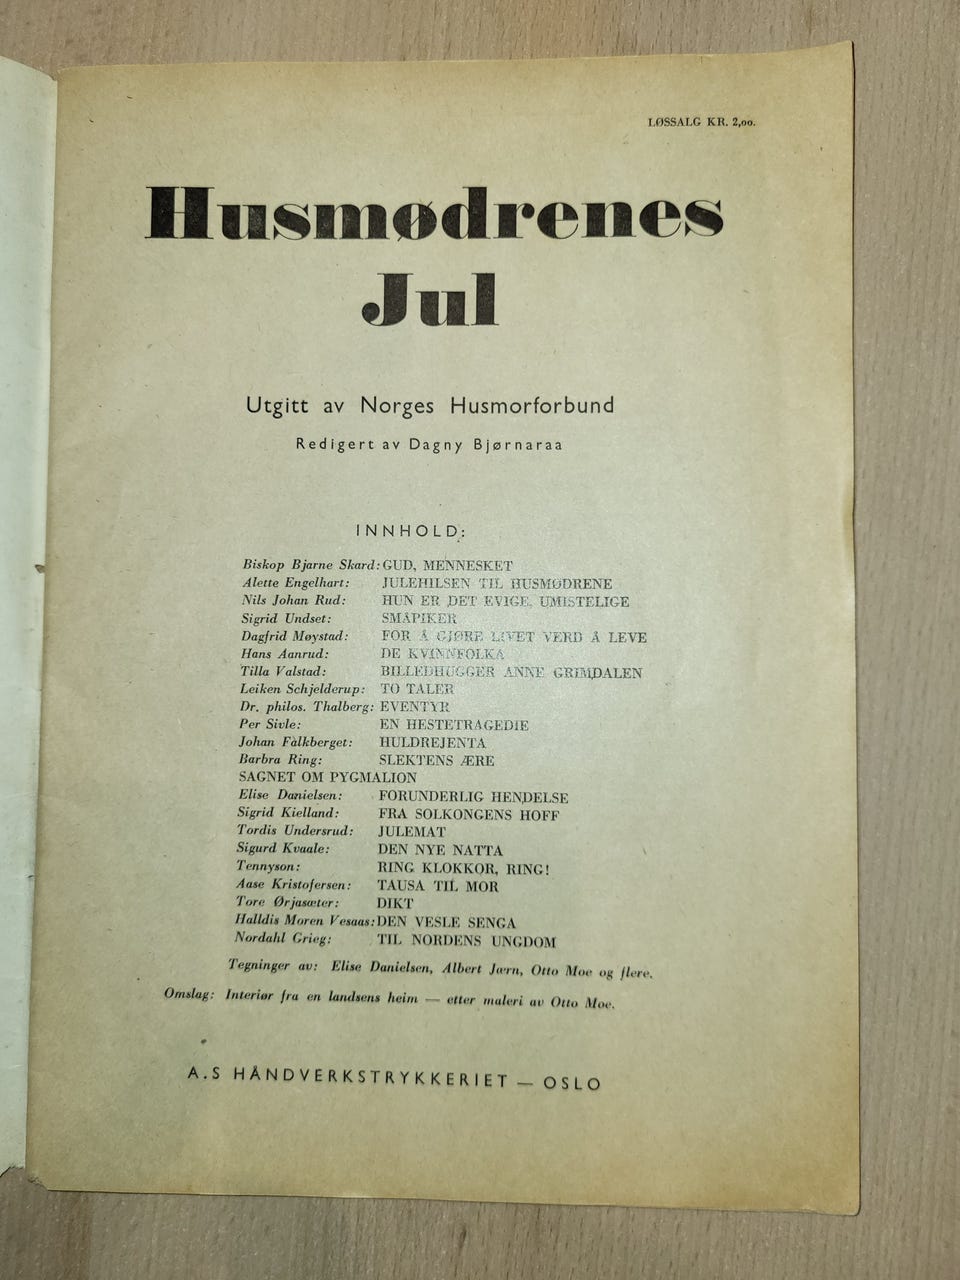 LØSSALG KR. 2,00.
Husmødrenes
Jul
Utgitt av Norges Husmorforbund
Redigert av Dagny Bjørnaraa
INNHOLD:
Biskop Bjarne Skard: GUD, MENNESKET
Alette Engelhart: JULEHILSEN TIL HUSMØDRENE
Nils Johan Rud: HUN ER DET EVIGE, UMISTELIGE
Sigrid Undset: SMÅPIKER
Dagfrid Møystad: FOR Å GJØRE LIVET VERD Å LEVE
Hans Aanrud: DE KVINNFOLKA
Tilla Valstad: BILLEDHUGGER ANNE GRIMDALEN
Leiken Schjelderup: TO TALER
Dr. philos. Thalberg: EVENTYR
Per Sivle: EN HESTETRAGEDIE
Johan Falkberget: HULDREJENTA
Barbra Ring: SLEKTENS ÆRE
SAGNET OM PYGMALION
Elise Danielsen: FORUNDERLIG HENDELSE
Sigrid Kielland: FRA SOLKONGENS HOFF
Tordis Undersrud: JULEMAT
Sigurd Kvaale: DEN NYE NATTA
Tennyson: RING KLOKKOR, RING!
Aase Kristofersen: TAUSA TIL MOR
Tore Ørjasæter: DIKT
Halldis Moren Vesaas: DEN VESLE SENGA
Nordahl Grieg: TIL NORDENS UNGDOM
Tegninger av: Elise Danielsen, Albert Jærn, Otto Moe og flere.
Omslag: Interiør fra en landsens heim — etter maleri av Otto Moe.
A.S HÅNDVERKSTRYKKERIET — OSLO